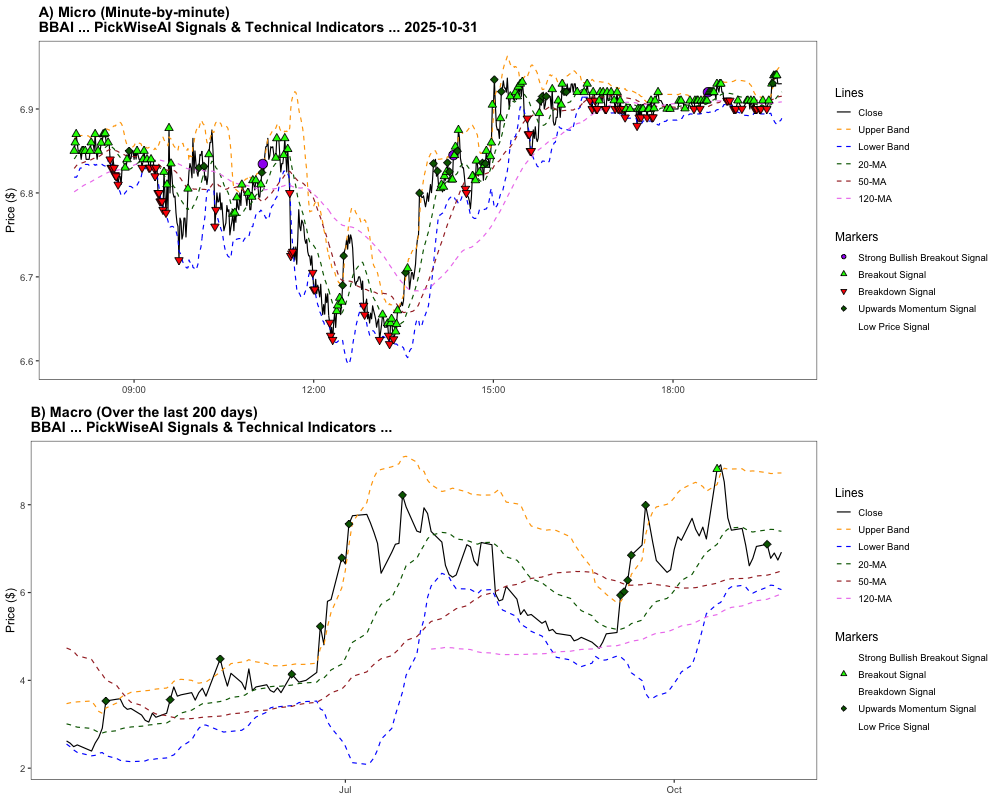 A) Micro (Minute-by-minute)
BBAI ... PickWiseAI Signals & Technical Indicators ... 2025-10-31
Price ($)
6.9
6.8
6.7
6.6
09:00
12:00
15:00
18:00
Lines
Close
Upper Band
Lower Band
20-MA
50-MA
120-MA
Markers
Strong Bullish Breakout Signal
Breakout Signal
Breakdown Signal
Upwards Momentum Signal
Low Price Signal
B) Macro (Over the last 200 days)
BBAI ... PickWiseAI Signals & Technical Indicators ...
Price ($)
8
6
4
2
Jul
Oct
Lines
Close
Upper Band
Lower Band
20-MA
50-MA
120-MA
Markers
Strong Bullish Breakout Signal
Breakout Signal
Breakdown Signal
Upwards Momentum Signal
Low Price Signal